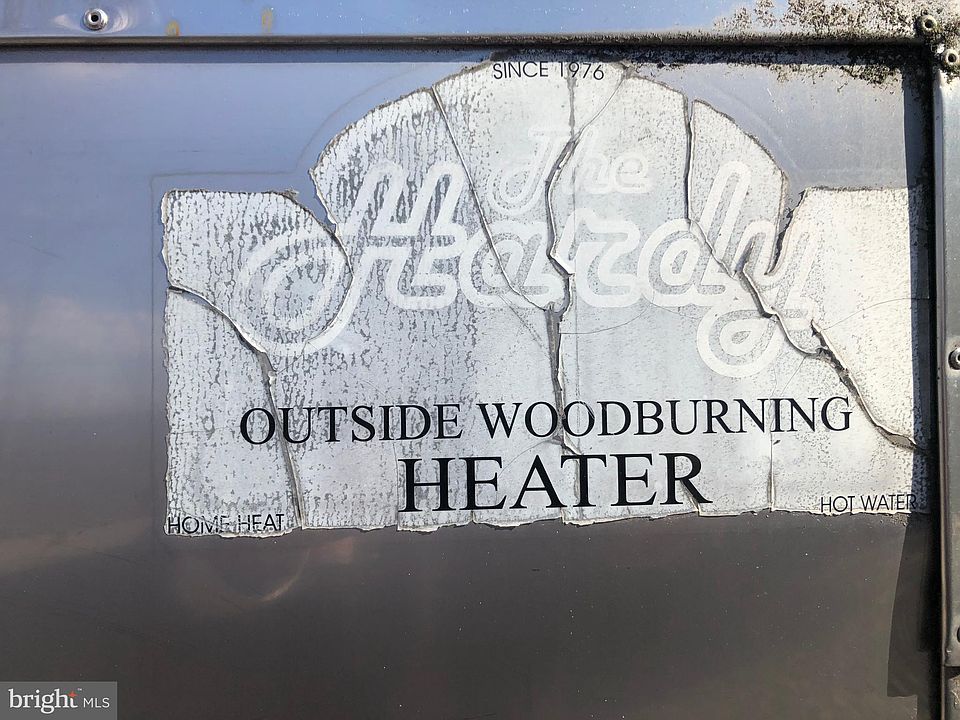 SINCE 1976
The
Hardy
OUTSIDE WOODBURNING
HEATER
HOME HEAT
HOT WATER
bright MLS